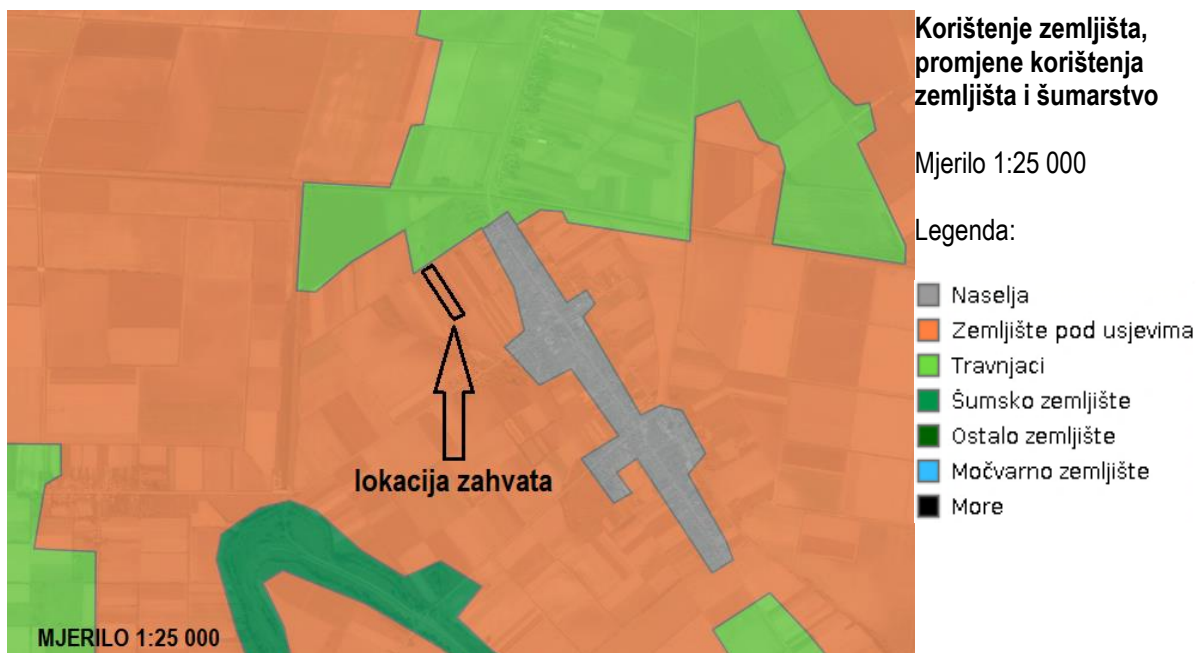 Korištenje zemljišta,
promjene korištenja
zemljišta i šumarstvo
Mjerilo 1:25 000
Legenda:
Naselja
Zemljište pod usjevima
Travnjaci
Šumsko zemljište
Ostalo zemljište
Močvarno zemljište
More
lokacija zahvata
MJERILO 1:25 000